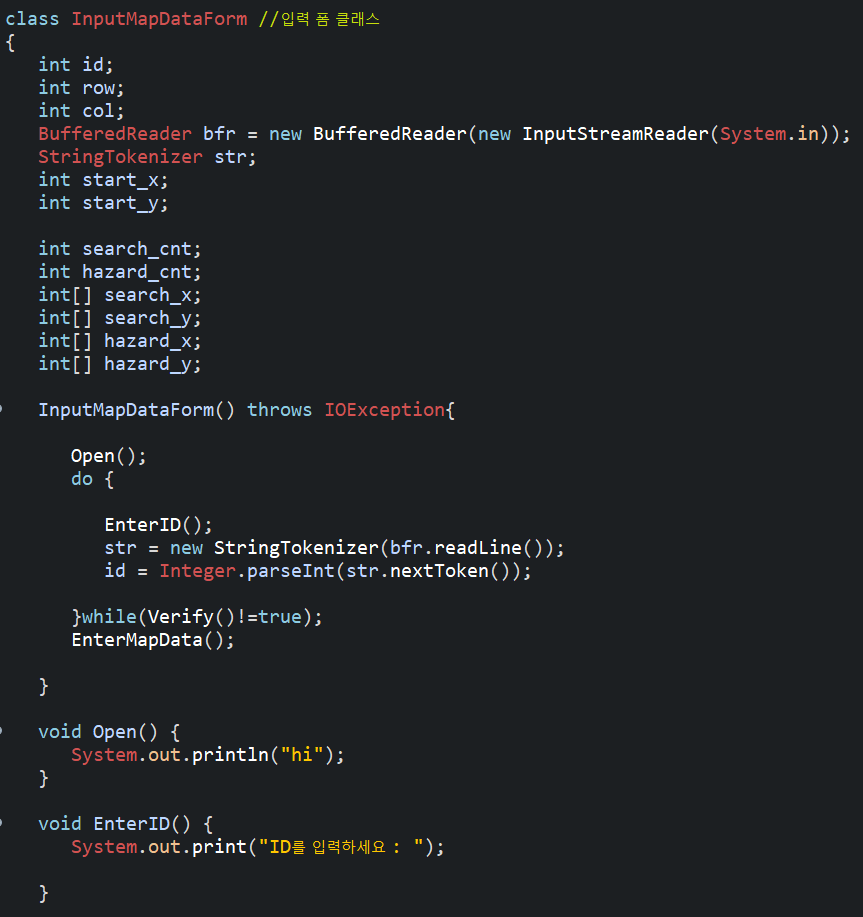 class InputMapDataForm //입력 폼 클래스
{
int id;
int row;
int col;
BufferedReader bfr = new BufferedReader(new InputStreamReader(System.in));
StringTokenizer str;
int start_x;
int start_y;
int search_cnt;
int hazard_cnt;
int[] search_x;
int[] search_y;
int[] hazard_x;
int[] hazard_y;
InputMapDataForm() throws IOException{
Open();
do {
EnterID();
str = new StringTokenizer(bfr.readLine());
id = Integer.parseInt(str.nextToken());
}while(Verify()!=true);
EnterMapData();
}
void Open() {
System.out.println("hi");
}
void EnterID() {
System.out.print("ID를 입력하세요 : ");
}